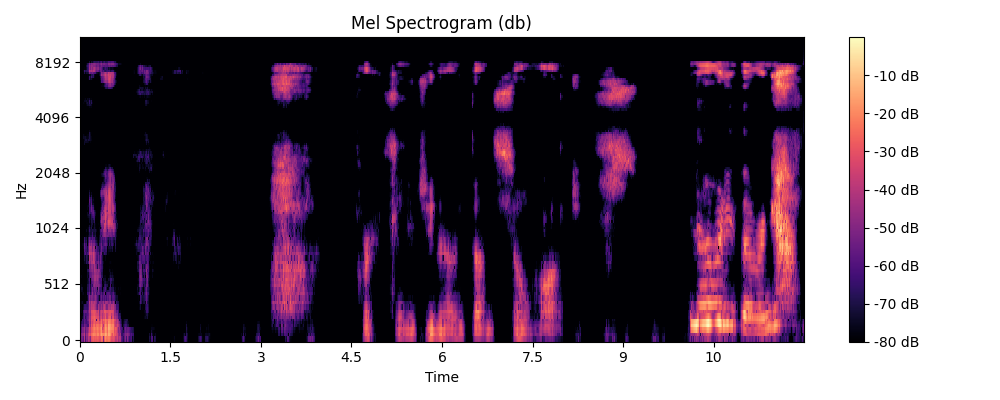 Mel Spectrogram (db)
Hz
8192
4096
2048
1024
512
0
0 1.5 3 4.5 6 7.5 9 10
Time
-10 dB
-20 dB
-30 dB
-40 dB
-50 dB
-60 dB
-70 dB
-80 dB